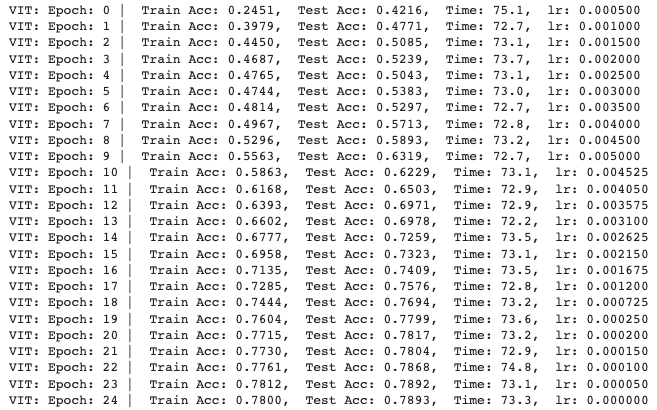 VIT: Epoch: 0 | Train Acc: 0.2451, Test Acc: 0.4216, Time: 75.1, lr: 0.000500
VIT: Epoch: 1 | Train Acc: 0.3979, Test Acc: 0.4771, Time: 72.7, lr: 0.001000
VIT: Epoch: 2 | Train Acc: 0.4450, Test Acc: 0.5085, Time: 73.1, lr: 0.001500
VIT: Epoch: 3 | Train Acc: 0.4687, Test Acc: 0.5239, Time: 73.7, lr: 0.002000
VIT: Epoch: 4 | Train Acc: 0.4765, Test Acc: 0.5043, Time: 73.1, lr: 0.002500
VIT: Epoch: 5 | Train Acc: 0.4744, Test Acc: 0.5383, Time: 73.0, lr: 0.003000
VIT: Epoch: 6 | Train Acc: 0.4814, Test Acc: 0.5297, Time: 72.7, lr: 0.003500
VIT: Epoch: 7 | Train Acc: 0.4967, Test Acc: 0.5713, Time: 72.8, lr: 0.004000
VIT: Epoch: 8 | Train Acc: 0.5296, Test Acc: 0.5893, Time: 73.2, lr: 0.004500
VIT: Epoch: 9 | Train Acc: 0.5563, Test Acc: 0.6319, Time: 72.7, lr: 0.005000
VIT: Epoch: 10 | Train Acc: 0.5863, Test Acc: 0.6229, Time: 73.1, lr: 0.004525
VIT: Epoch: 11 | Train Acc: 0.6168, Test Acc: 0.6503, Time: 72.9, lr: 0.004050
VIT: Epoch: 12 | Train Acc: 0.6393, Test Acc: 0.6971, Time: 72.9, lr: 0.003575
VIT: Epoch: 13 | Train Acc: 0.6602, Test Acc: 0.6978, Time: 72.2, lr: 0.003100
VIT: Epoch: 14 | Train Acc: 0.6777, Test Acc: 0.7259, Time: 73.5, lr: 0.002625
VIT: Epoch: 15 | Train Acc: 0.6958, Test Acc: 0.7323, Time: 73.1, lr: 0.002150
VIT: Epoch: 16 | Train Acc: 0.7135, Test Acc: 0.7409, Time: 73.5, lr: 0.001675
VIT: Epoch: 17 | Train Acc: 0.7285, Test Acc: 0.7576, Time: 72.8, lr: 0.001200
VIT: Epoch: 18 | Train Acc: 0.7444, Test Acc: 0.7694, Time: 73.2, lr: 0.000725
VIT: Epoch: 19 | Train Acc: 0.7604, Test Acc: 0.7799, Time: 73.6, lr: 0.000250
VIT: Epoch: 20 | Train Acc: 0.7715, Test Acc: 0.7817, Time: 73.2, lr: 0.000200
VIT: Epoch: 21 | Train Acc: 0.7730, Test Acc: 0.7804, Time: 72.9, lr: 0.000150
VIT: Epoch: 22 | Train Acc: 0.7761, Test Acc: 0.7868, Time: 74.8, lr: 0.000100
VIT: Epoch: 23 | Train Acc: 0.7812, Test Acc: 0.7892, Time: 73.1, lr: 0.000050
VIT: Epoch: 24 | Train Acc: 0.7800, Test Acc: 0.7893, Time: 73.3, lr: 0.000000